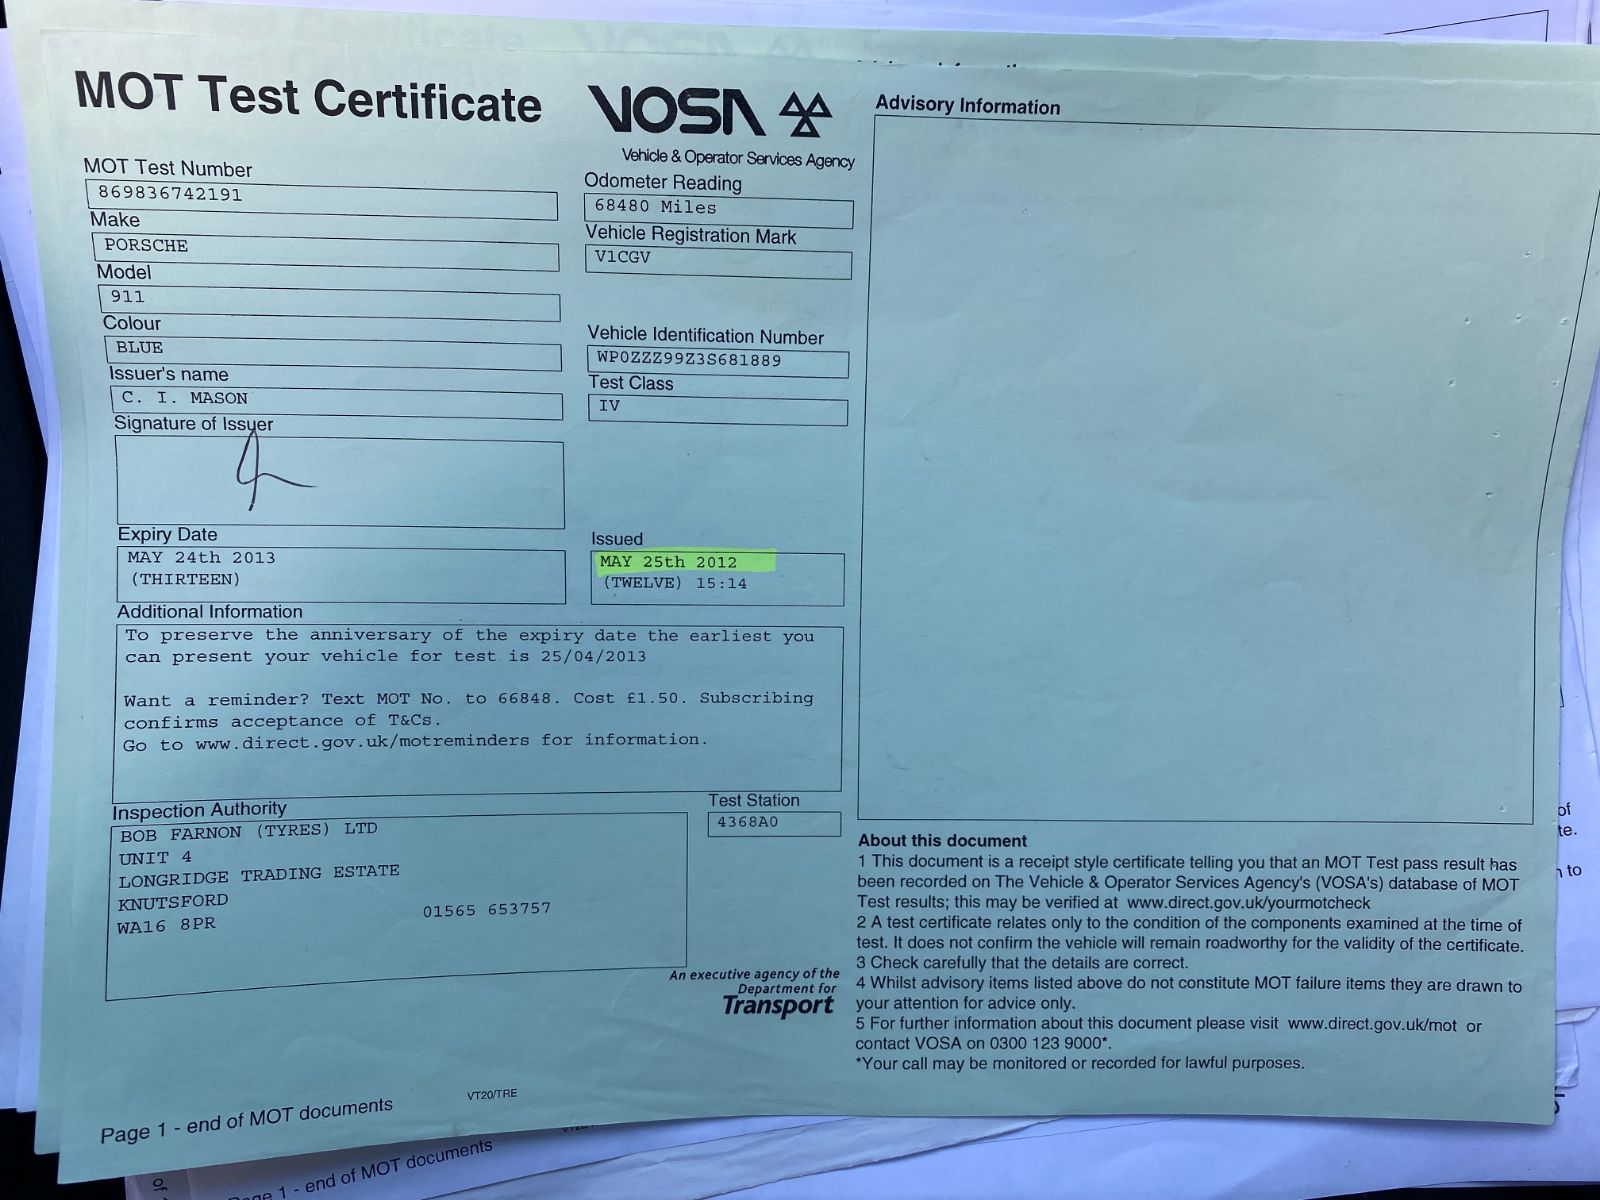 MOT Test Certificate
VOSA
Vehicle & Operator Services Agency
MOT Test Number
869836742191
Make
PORSCHE
Model
911
Colour
BLUE
Issuer's name
C. I. MASON
Signature of Issuer
Expiry Date
MAY 24th 2013
(THIRTEEN)
Odometer Reading
68480 Miles
Vehicle Registration Mark
V1CGV
Vehicle Identification Number
WP0ZZZ99Z3S681889
Test Class
IV
Issued
MAY 25th 2012
(TWELVE) 15:14
Additional Information
To preserve the anniversary of the expiry date the earliest you
can present your vehicle for test is 25/04/2013
Want a reminder? Text MOT No. to 66848. Cost £1.50. Subscribing
confirms acceptance of T&Cs.
Go to www.direct.gov.uk/motreminders for information.
Inspection Authority
BOB FARNON (TYRES) LTD
UNIT 4
LONGRIDGE TRADING ESTATE
KNUTSFORD
WA16 8PR
01565 653757
Test Station
4368A0
An executive agency of the
Department for
Transport
VT20/TRE
Page 1 - end of MOT documents
Advisory Information
About this document
1 This document is a receipt style certificate telling you that an MOT Test pass result has
been recorded on The Vehicle & Operator Services Agency's (VOSA's) database of MOT
Test results; this may be verified at www.direct.gov.uk/yourmotcheck
2 A test certificate relates only to the condition of the components examined at the time of
test. It does not confirm the vehicle will remain roadworthy for the validity of the certificate.
3 Check carefully that the details are correct.
4 Whilst advisory items listed above do not constitute MOT failure items they are drawn to
your attention for advice only.
5 For further information about this document please visit www.direct.gov.uk/mot or
contact VOSA on 0300 123 9000*.
*Your call may be monitored or recorded for lawful purposes.
1 - end of MOT documents
of
to